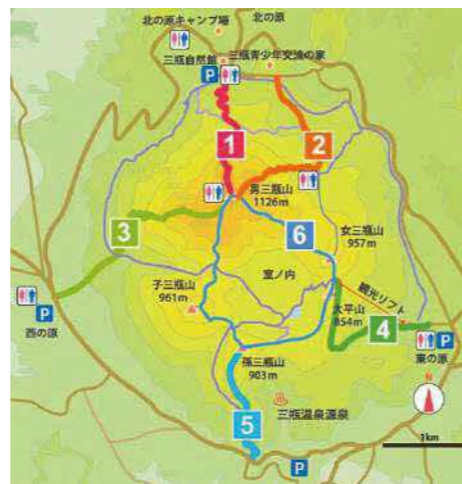 北の原キャンプ場
北の原
三瓶自然館
三瓶青少年交流の家
P
1
2
男三瓶山
1126m
3
6
女三瓶山
957m
子三瓶山
961m
室ノ内
観光リフト
太平山
854m
4
西の原
P
東の原
P
孫三瓶山
903m
三瓶温泉源泉
N
5
1km
P